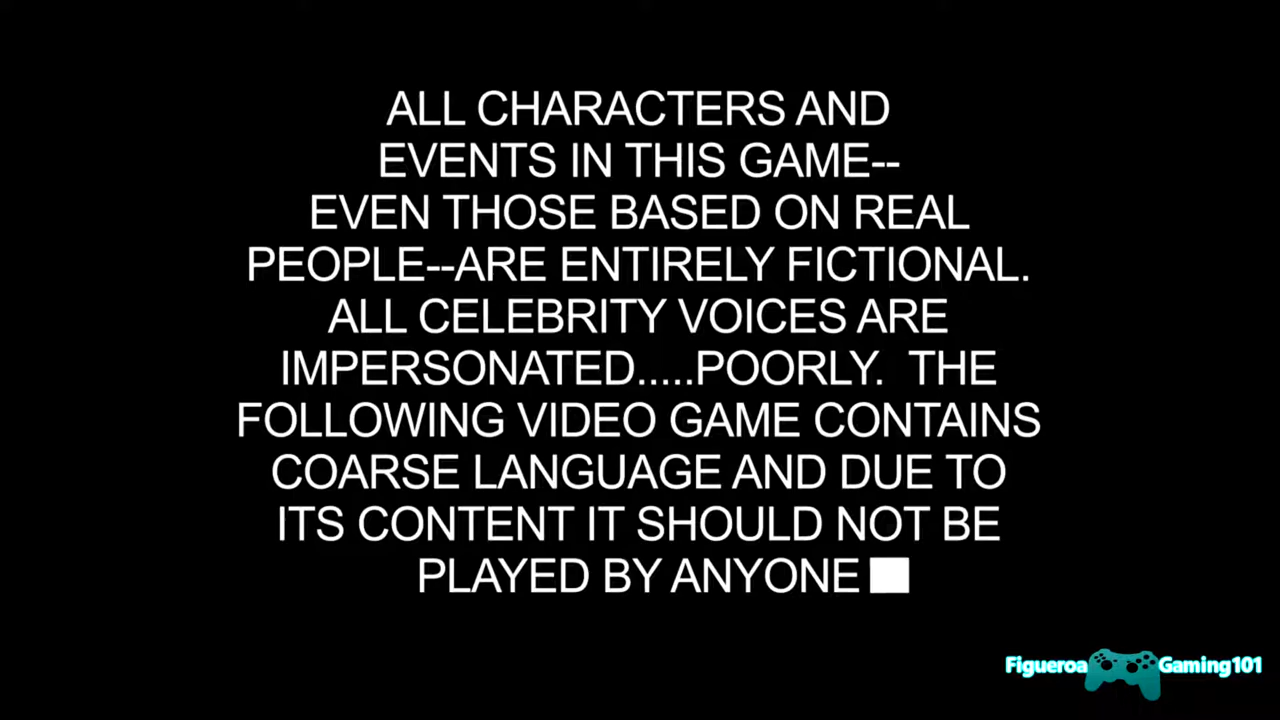 ALL CHARACTERS AND
EVENTS IN THIS GAME--
EVEN THOSE BASED ON REAL
PEOPLE--ARE ENTIRELY FICTIONAL.
ALL CELEBRITY VOICES ARE
IMPERSONATED.....POORLY. THE
FOLLOWING VIDEO GAME CONTAINS
COARSE LANGUAGE AND DUE TO
ITS CONTENT IT SHOULD NOT BE
PLAYED BY ANYONE
Figueroa Gaming101